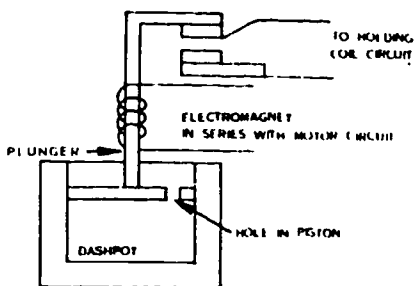 TO HOLDING
COIL CIRCUIT
ELECTROMAGNET
IN SERIES WITH MOTOR CIRCUIT
PLUNGER
HOLE IN PISTON
DASHPOT